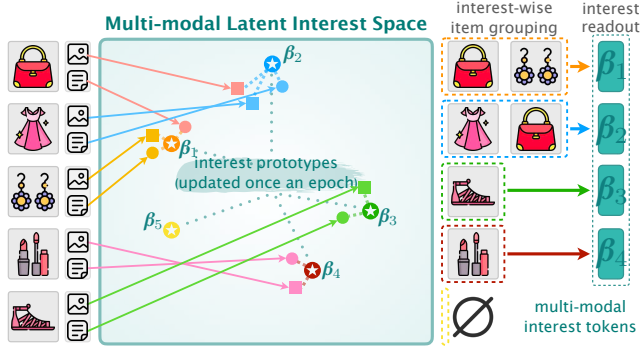 Multi-modal Latent Interest Space
interest-wise
item grouping
interest
readout
β2
β1
β1
interest prototypes
(updated once an epoch)
β2
β5
β3
β3
β4
β4
multi-modal
interest tokens